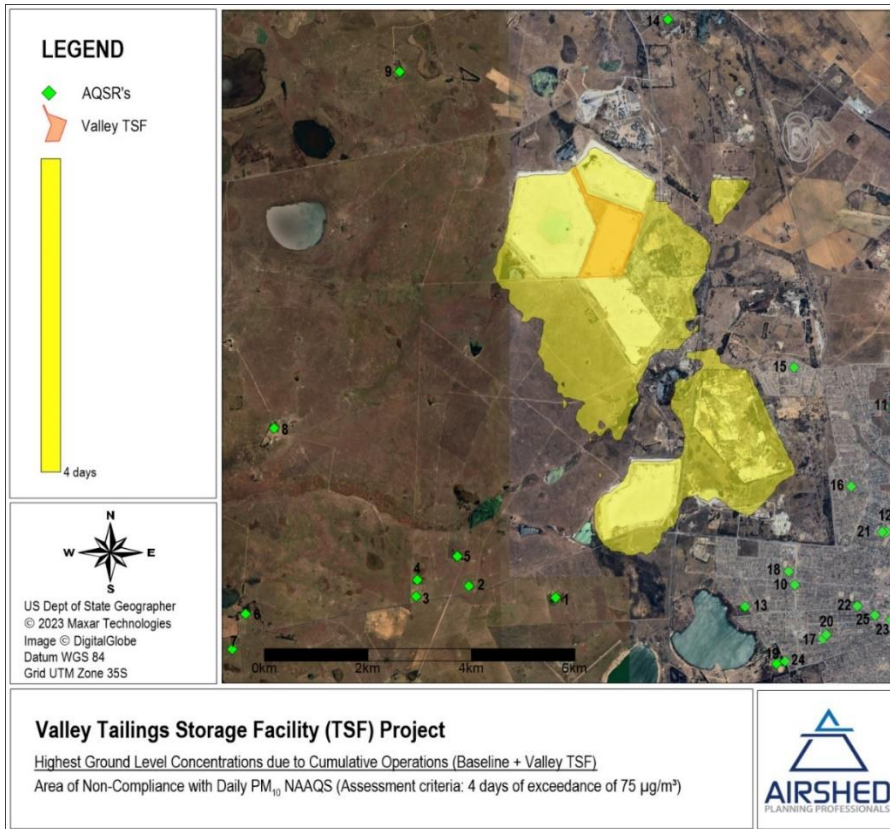 LEGEND
AQSR's
Valley TSF
4 days
N
W E
S
US Dept of State Geographer
© 2023 Maxar Technologies
Image © DigitalGlobe
Datum WGS 84
Grid UTM Zone 35S
14
9
15
11
8
16
12
21
5
4
18
2
10
3
1
13
22
6
25
23
20
17
7
19
24
0km 2km 4km 6km
Valley Tailings Storage Facility (TSF) Project
Highest Ground Level Concentrations due to Cumulative Operations (Baseline + Valley TSF)
Area of Non-Compliance with Daily PM₁₀ NAAQS (Assessment criteria: 4 days of exceedance of 75 µg/m³)
AIRSHED
PLANNING PROFESSIONALS